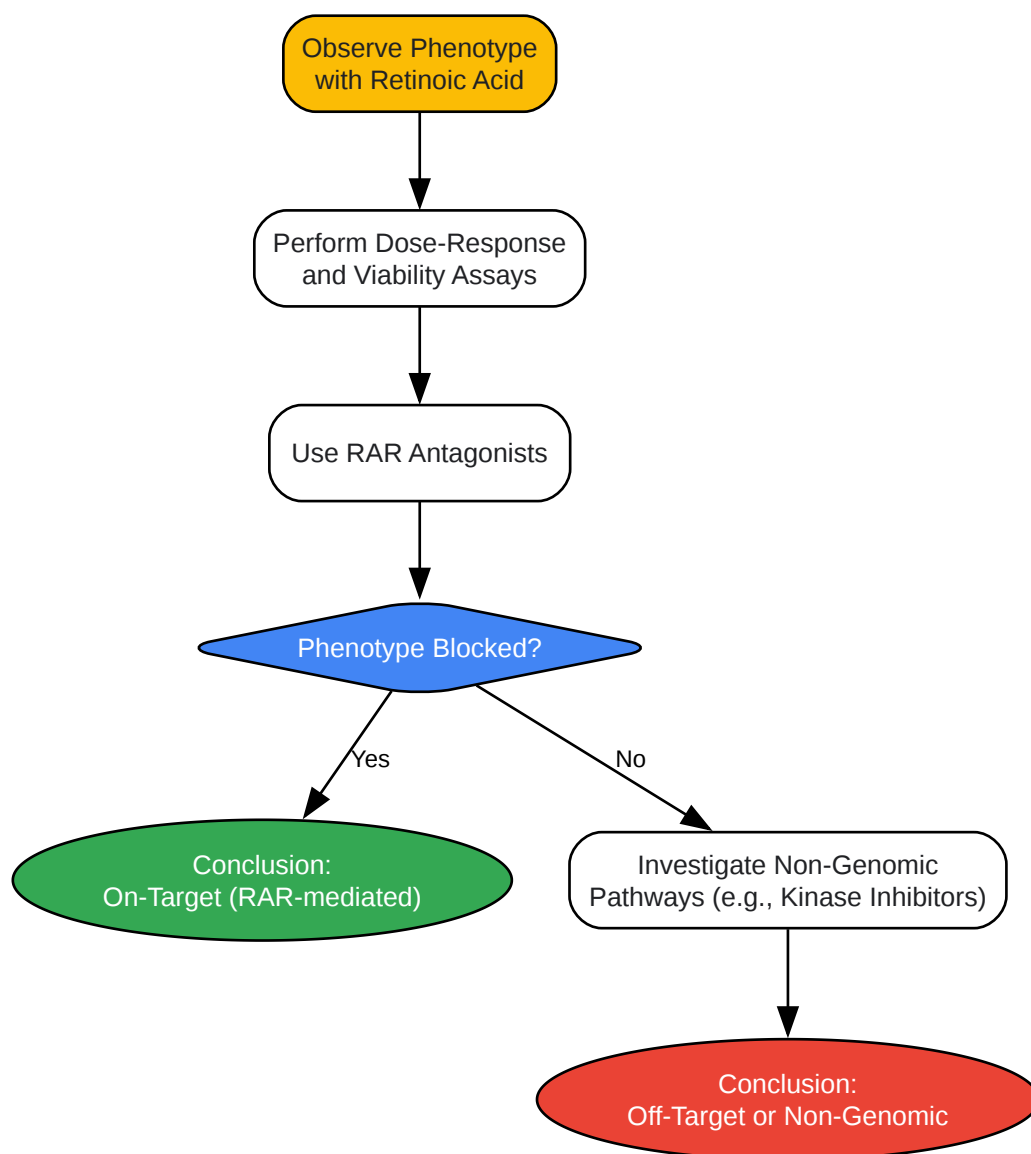 Observe Phenotype
with Retinoic Acid
Perform Dose-Response
and Viability Assays
Use RAR Antagonists
Phenotype Blocked?
Yes
No
Conclusion:
On-Target (RAR-mediated)
Investigate Non-Genomic
Pathways (e.g., Kinase Inhibitors)
Conclusion:
Off-Target or Non-Genomic